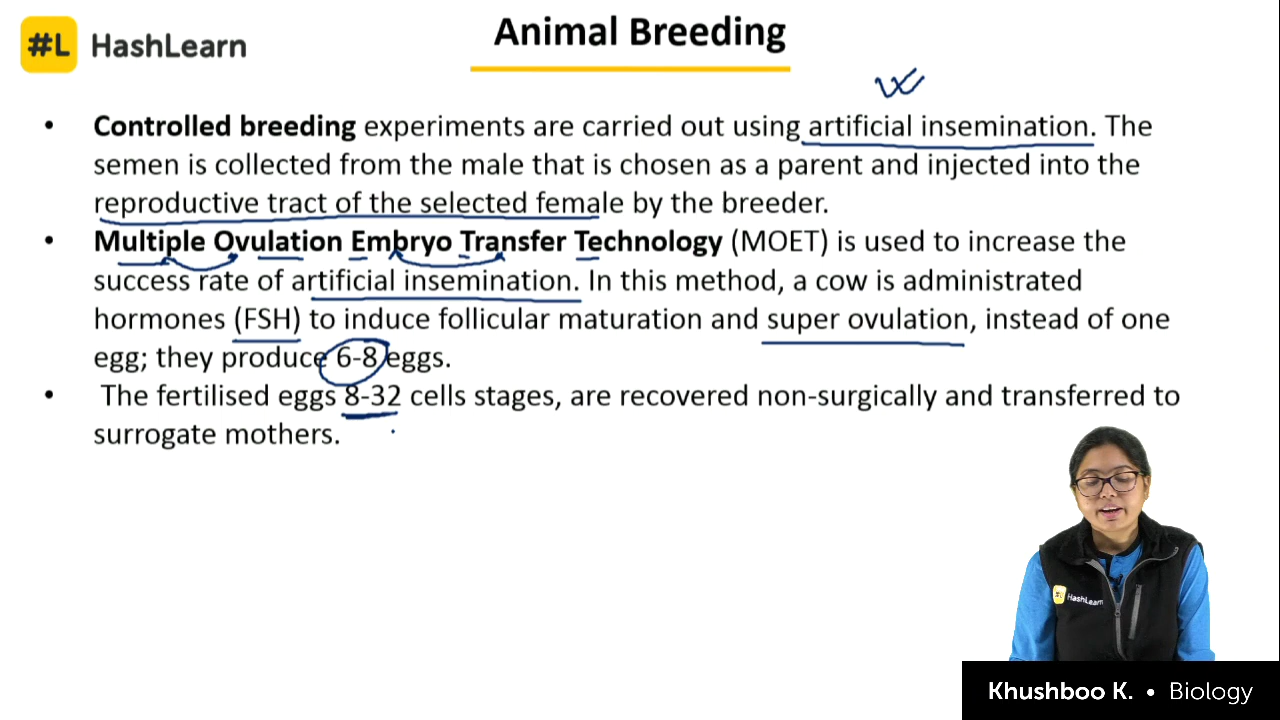 #L HashLearn
Animal Breeding
• Controlled breeding experiments are carried out using artificial insemination. The
semen is collected from the male that is chosen as a parent and injected into the
reproductive tract of the selected female by the breeder.
• Multiple Ovulation Embryo Transfer Technology (MOET) is used to increase the
success rate of artificial insemination. In this method, a cow is administrated
hormones (FSH) to induce follicular maturation and super ovulation, instead of one
egg; they produce 6-8 eggs.
• The fertilised eggs 8-32 cells stages, are recovered non-surgically and transferred to
surrogate mothers.
HashLearn
Khushboo K. • Biology